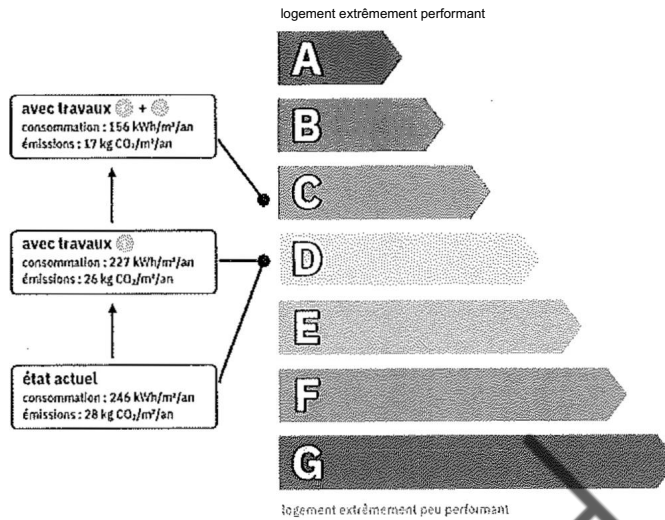 logement extrêmement performant
A
B
C
D
E
F
G
logement extrêmement peu performant
avec travaux +
consommation : 156 kWh/m²/an
émissions : 17 kg CO₂/m²/an
avec travaux
consommation : 227 kWh/m²/an
émissions : 26 kg CO₂/m²/an
état actuel
consommation : 246 kWh/m²/an
émissions : 28 kg CO₂/m²/an